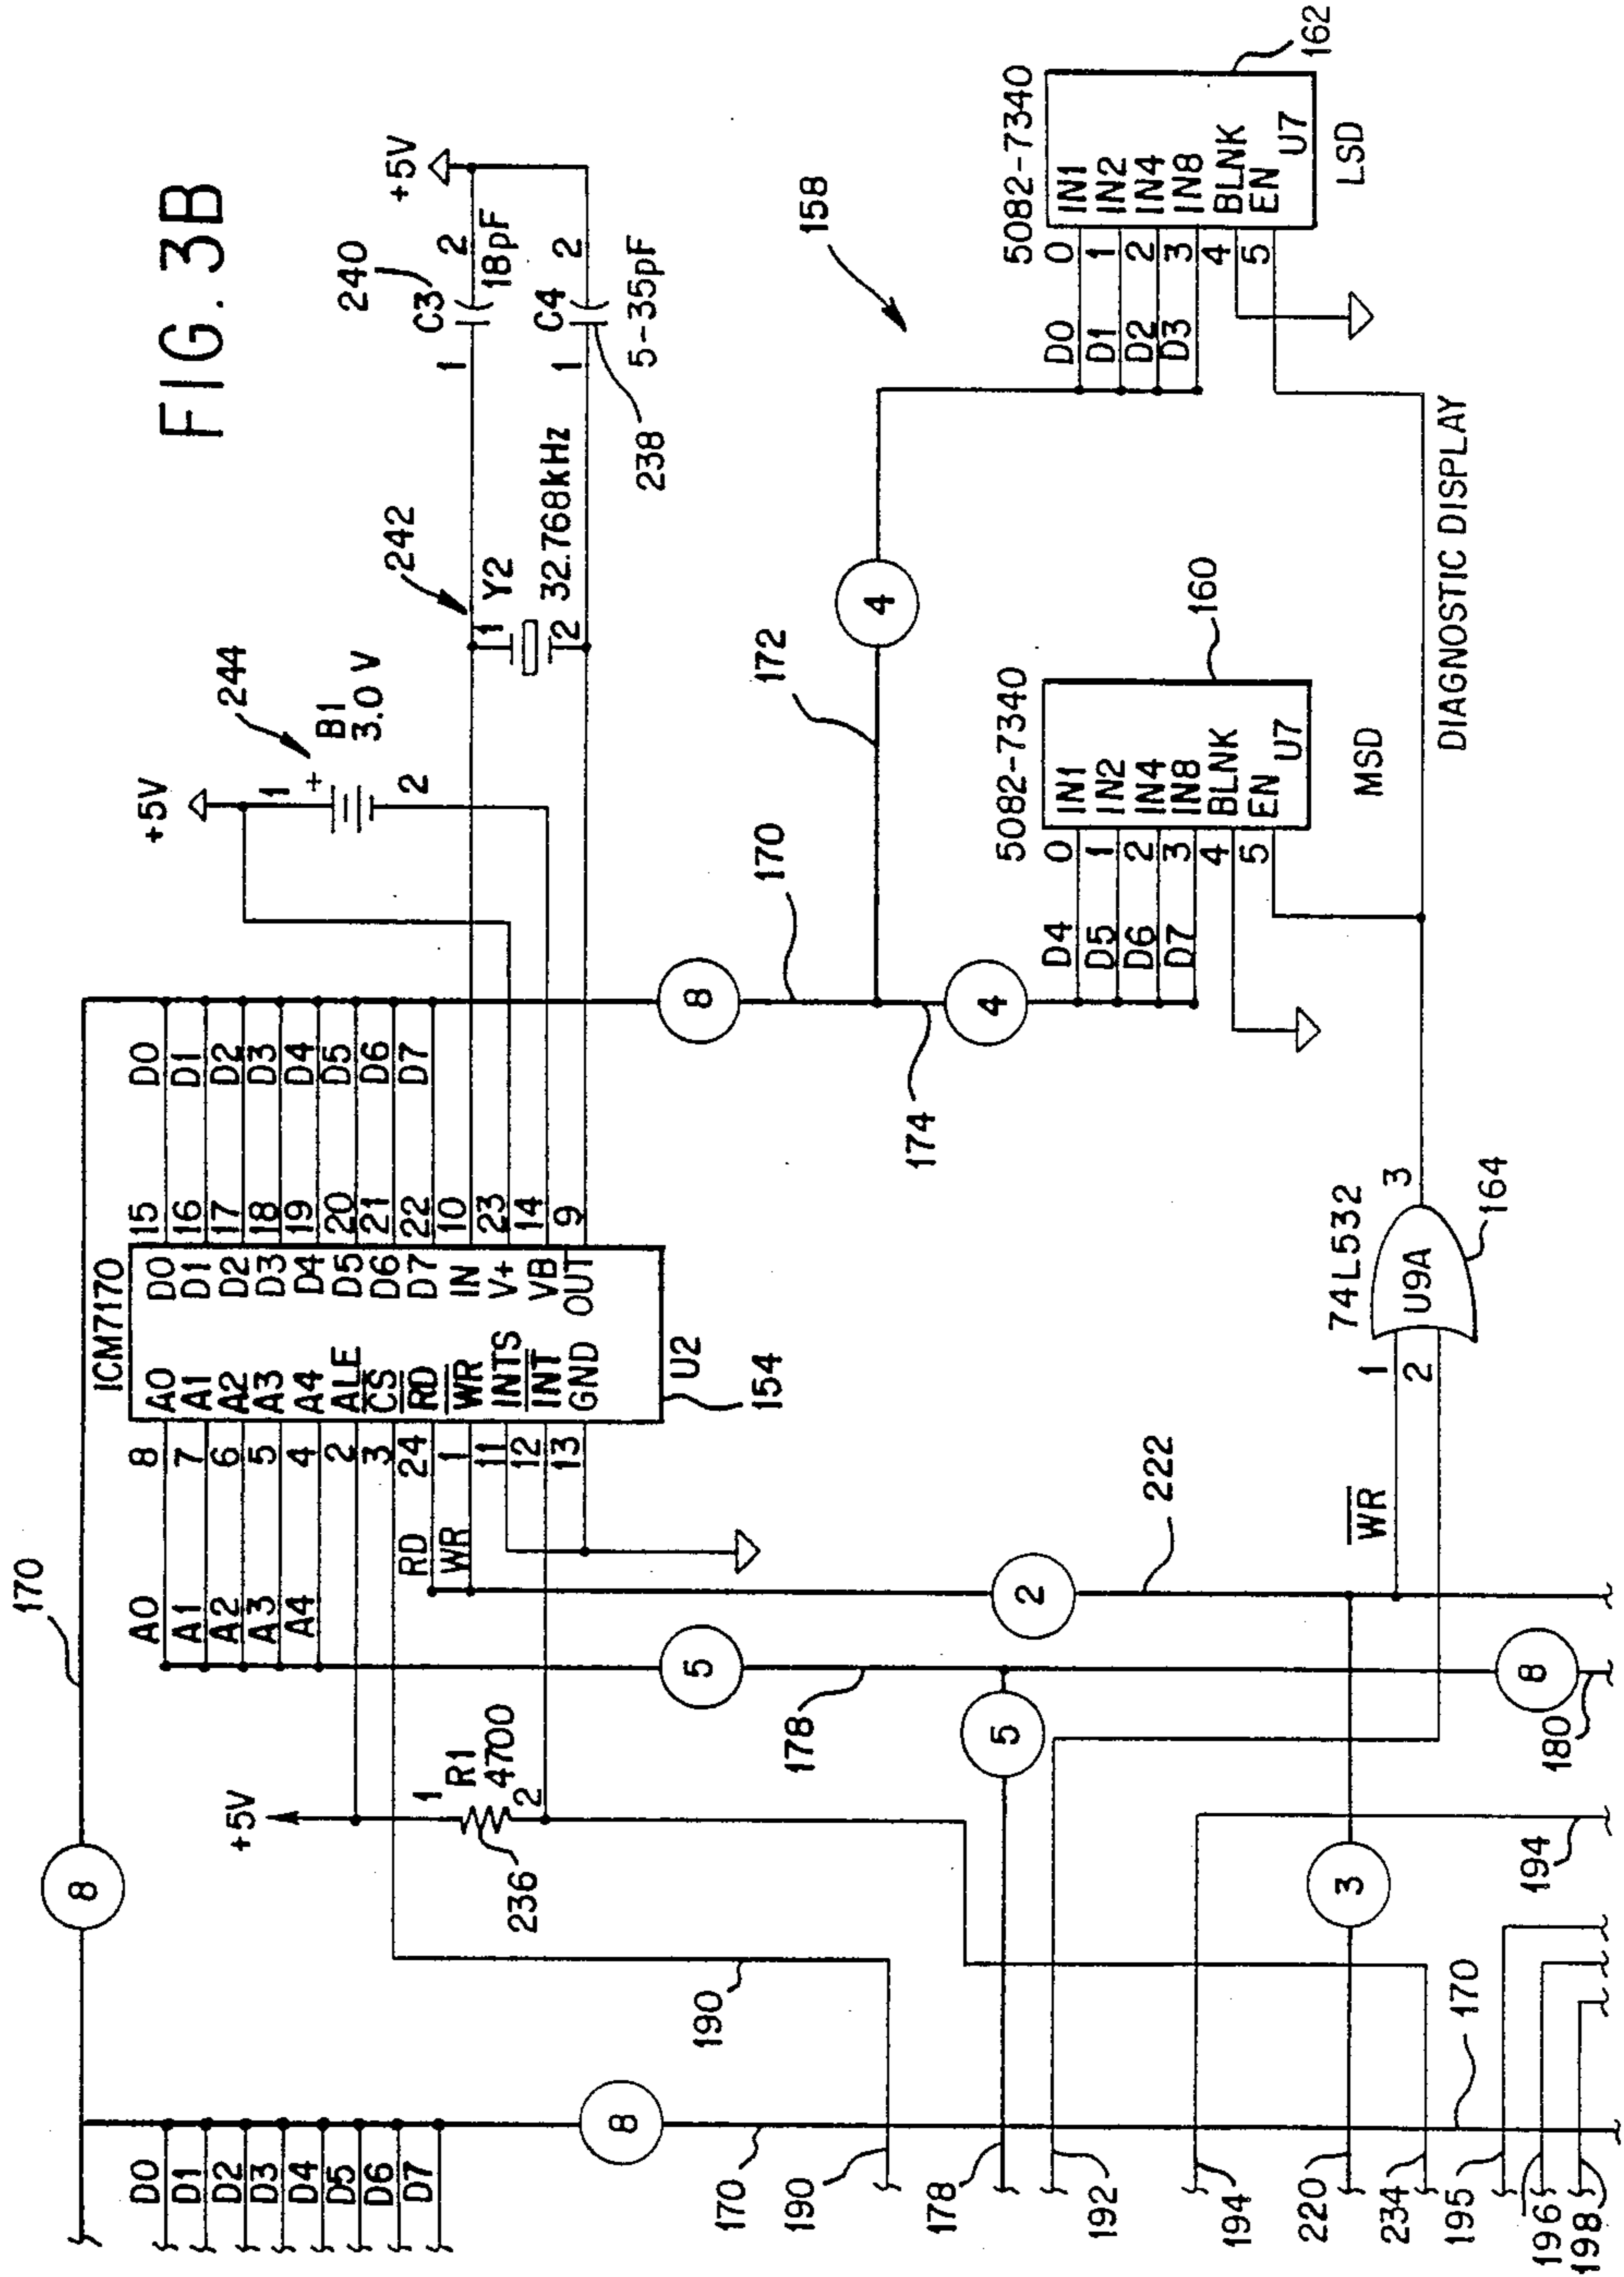 FIG. 3B
170
8
D0
D1
D2
D3
D4
D5
D6
D7
8
170
190
178
192
194
220
234
195
196
198
170
190
+5V
R1
4700
1
2
236
A0
A1
A2
A3
A4
RD
WR
8
7
6
5
4
2
3
24
1
11
12
13
ICM7170
A0
A1
A2
A3
A4
ALE
CS
RD
WR
INTS
INT
GND
D0
D1
D2
D3
D4
D5
D6
D7
IN
V+
VB
OUT
U2
154
15
16
17
18
19
20
21
22
10
23
14
9
D0
D1
D2
D3
D4
D5
D6
D7
+5V
1
+
2
B1
3.0 V
244
242
1
Y2
2
32.768kHz
240
C3
1
2
18pF
C4
1
2
5-35pF
238
+5V
8
170
172
4
174
4
158
5
178
5
2
222
3
8
180
194
WR
1
2
74L532
U9A
3
164
5082-7340
D4
D5
D6
D7
0
1
2
3
4
5
IN1
IN2
IN4
IN8
BLNK
EN
U7
160
MSD
5082-7340
D0
D1
D2
D3
0
1
2
3
4
5
IN1
IN2
IN4
IN8
BLNK
EN
U7
162
LSD
DIAGNOSTIC DISPLAY